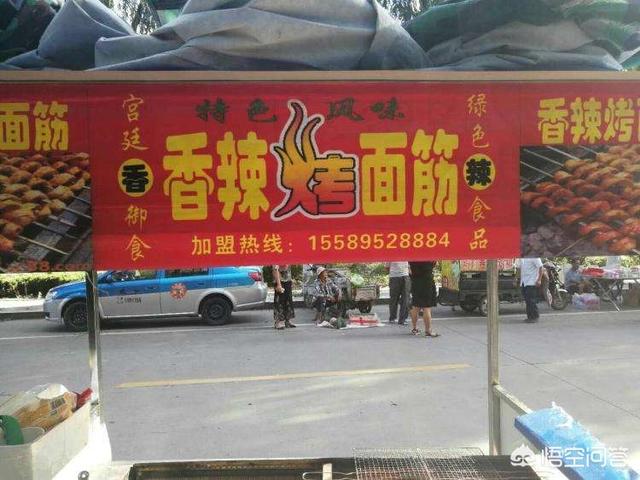 特色风味
宫廷 香 御食
香辣烤面筋
绿色 辣 食品
加盟热线：15589528884
面筋
香辣烤
悟空问答